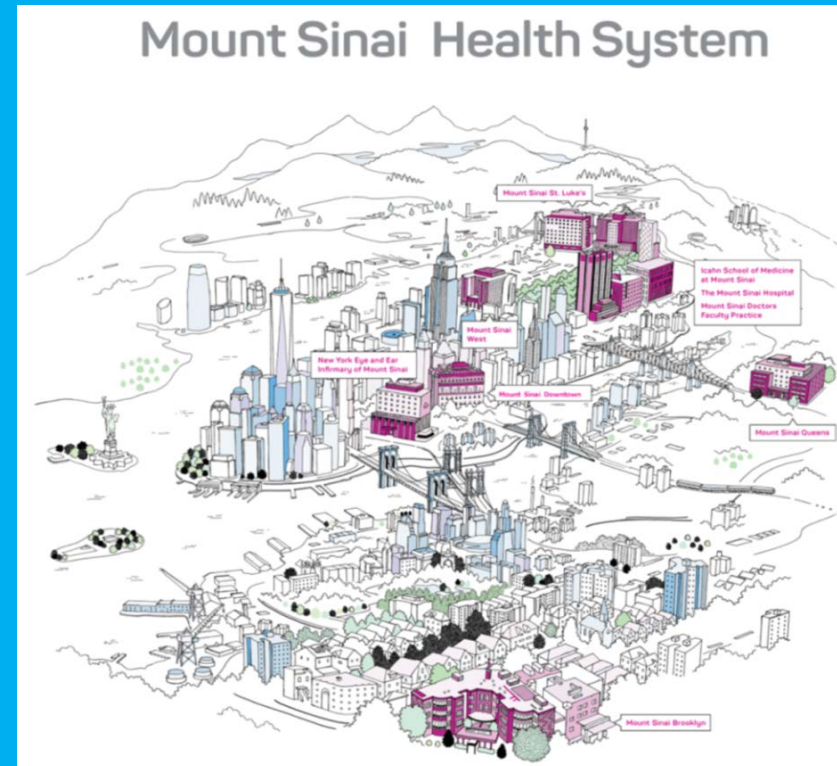 Mount Sinai Health System
Mount Sinai St. Luke's
Icahn School of Medicine
at Mount Sinai
The Mount Sinai Hospital
Mount Sinai Doctors
Faculty Practice
Mount Sinai
West
New York Eye and Ear
Infirmary of Mount Sinai
Mount Sinai Downtown
Mount Sinai Queens
Mount Sinai Brooklyn